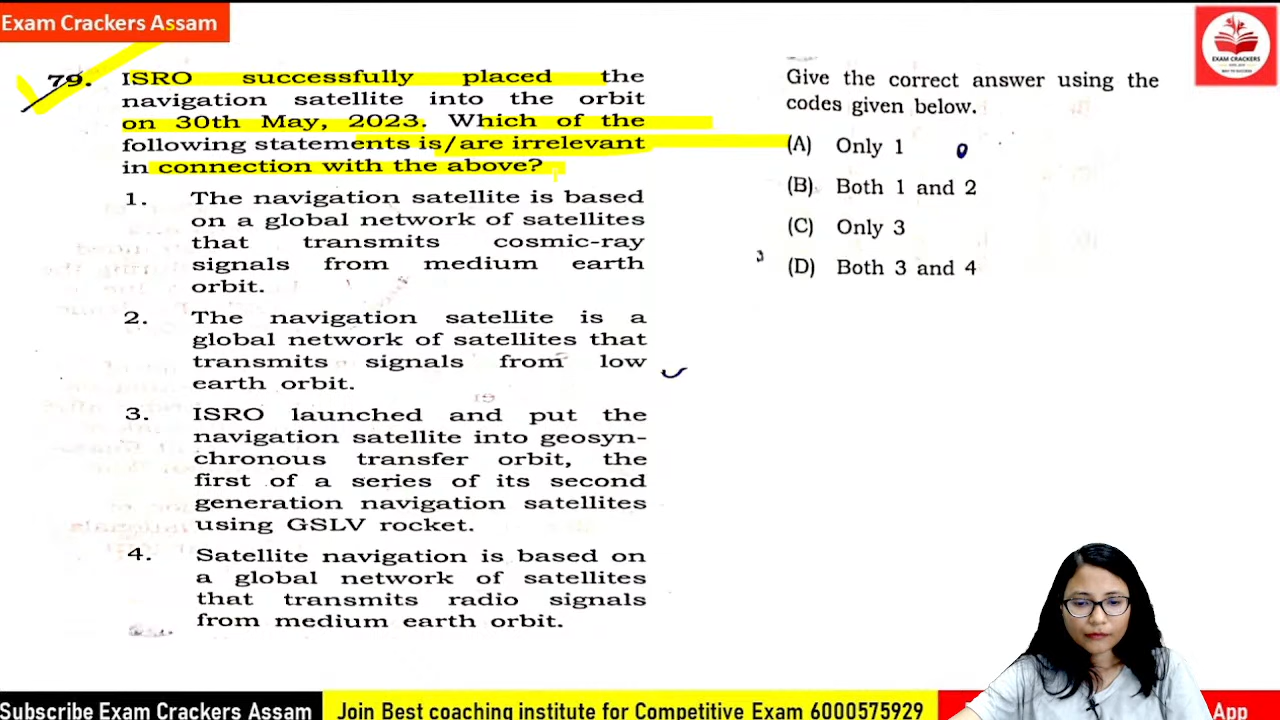 Exam Crackers Assam
EXAM CRACKERS
79. ISRO successfully placed the
navigation satellite into the orbit
on 30th May, 2023. Which of the
following statements is/are irrelevant
in connection with the above?
1. The navigation satellite is based
on a global network of satellites
that transmits cosmic-ray
signals from medium earth
orbit.
2. The navigation satellite is a
global network of satellites that
transmits signals from low
earth orbit.
3. ISRO launched and put the
navigation satellite into geosyn-
chronous transfer orbit, the
first of a series of its second
generation navigation satellites
using GSLV rocket.
4. Satellite navigation is based on
a global network of satellites
that transmits radio signals
from medium earth orbit.
Give the correct answer using the
codes given below.
(A) Only 1
(B) Both 1 and 2
(C) Only 3
(D) Both 3 and 4
Subscribe Exam Crackers Assam
Join Best coaching institute for Competitive Exam 6000575929
App